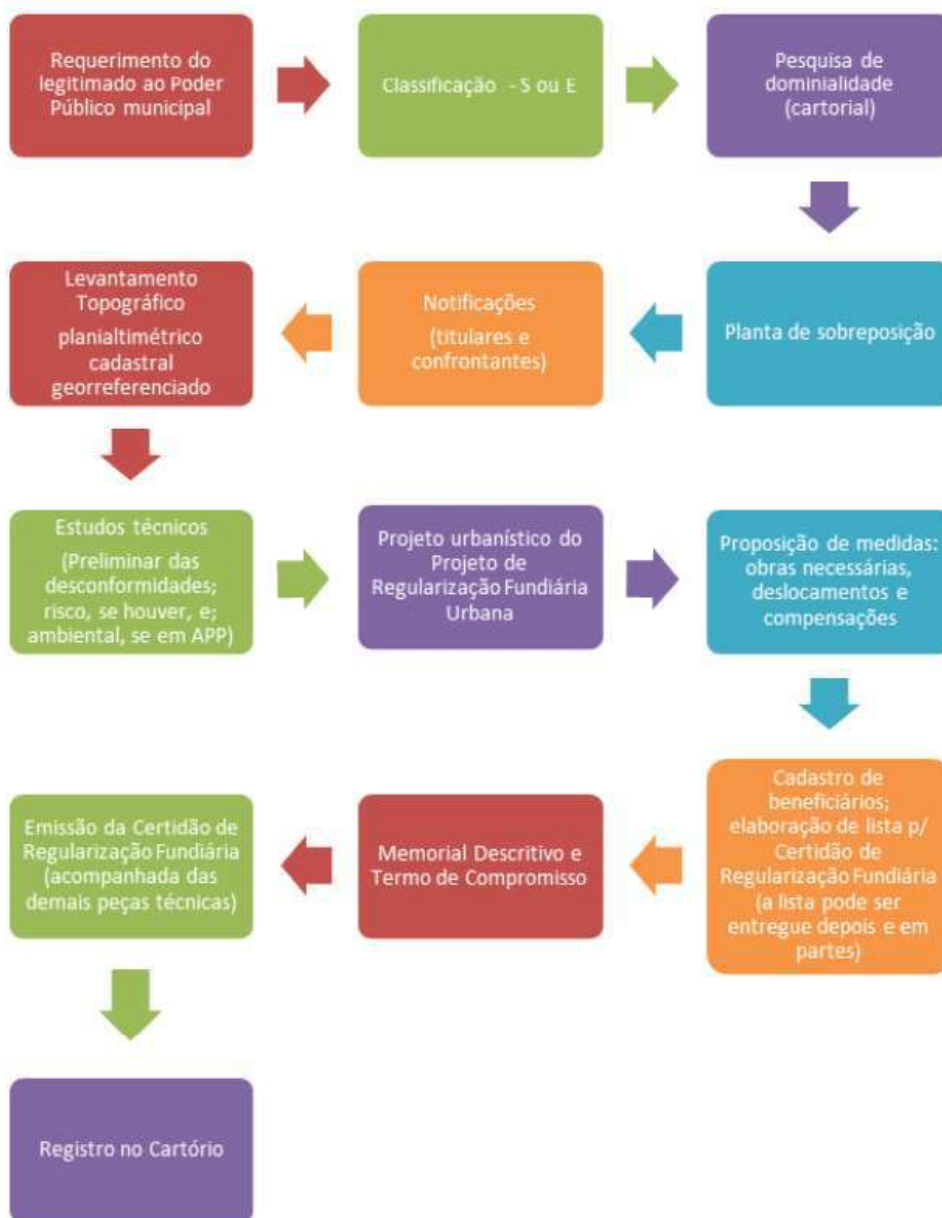 Requerimento do
legitimado ao Poder
Público municipal
Classificação - S ou E
Pesquisa de
dominialidade
(cartorial)
Planta de sobreposição
Notificações
(titulares e
confrontantes)
Levantamento
Topográfico
planialtimétrico
cadastral
georreferenciado
Estudos técnicos
(Preliminar das
desconformidades;
risco, se houver, e;
ambiental, se em APP)
Projeto urbanístico do
Projeto de
Regularização Fundiária
Urbana
Proposição de medidas:
obras necessárias,
deslocamentos e
compensações
Cadastro de
beneficiários;
elaboração de lista p/
Certidão de
Regularização Fundiária
(a lista pode ser
entregue depois e em
partes)
Memorial Descritivo e
Termo de Compromisso
Emissão da Certidão de
Regularização Fundiária
(acompanhada das
demais peças técnicas)
Registro no Cartório